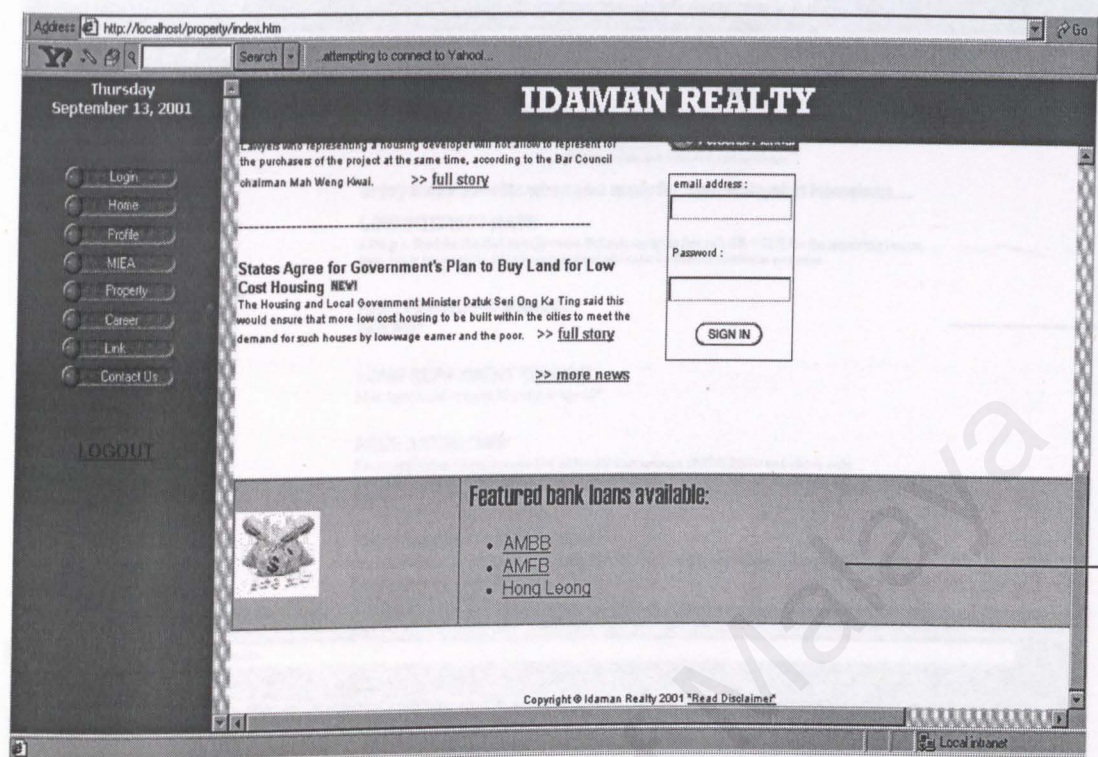 Address http://localhost/property/index.htm
Go
Y? Search ...attempting to connect to Yahoo!...
Thursday
September 13, 2001
IDAMAN REALTY
Login
Home
Profile
MIEA
Property
Career
Link
Contact Us
LOGOUT
Lawyers who representing a housing developer will not allow to represent for
the purchasers of the project at the same time, according to the Bar Council
chairman Mah Weng Kwai. >> full story
States Agree for Government's Plan to Buy Land for Low
Cost Housing NEW!
The Housing and Local Government Minister Datuk Seri Ong Ka Ting said this
would ensure that more low cost housing to be built within the cities to meet the
demand for such houses by low-wage earner and the poor. >> full story
>> more news
email address :
Password :
SIGN IN
Featured bank loans available:
• AMBB
• AMFB
• Hong Leong
Copyright @ Idaman Realty 2001 "Read Disclaimer"
Local intranet
Malaya